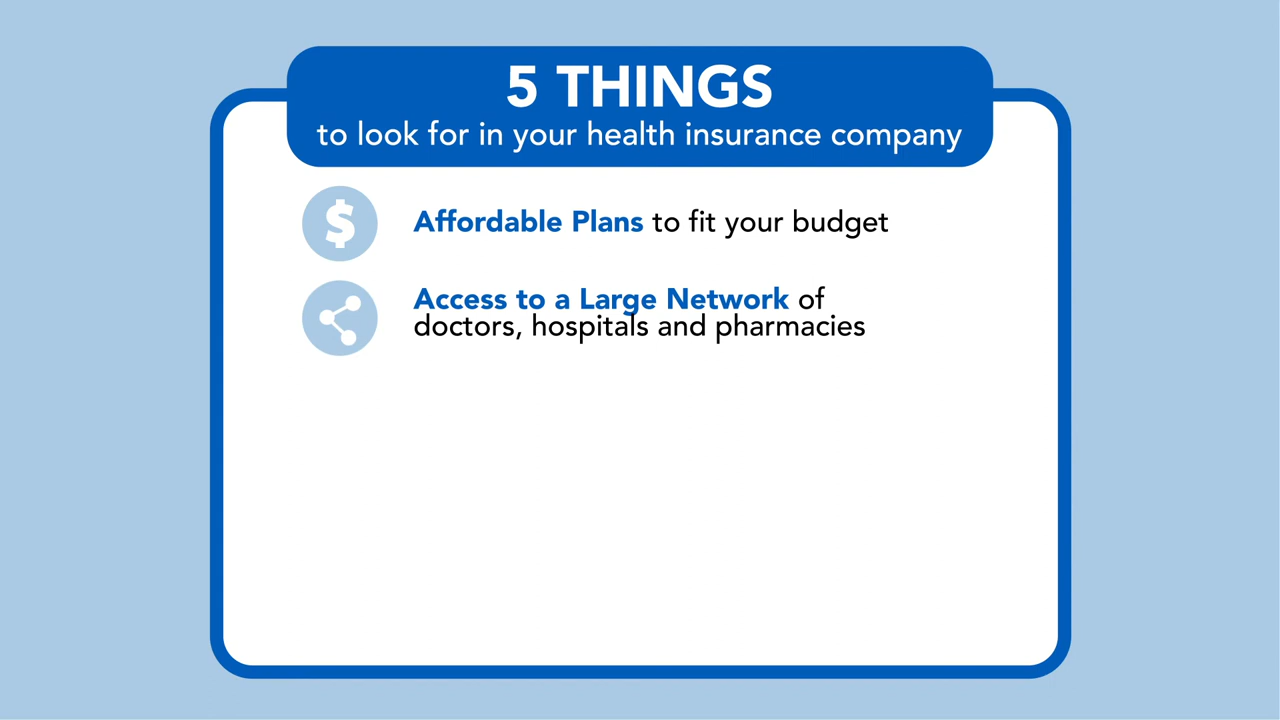 5 THINGS
to look for in your health insurance company
$
Affordable Plans to fit your budget
Access to a Large Network of
doctors, hospitals and pharmacies